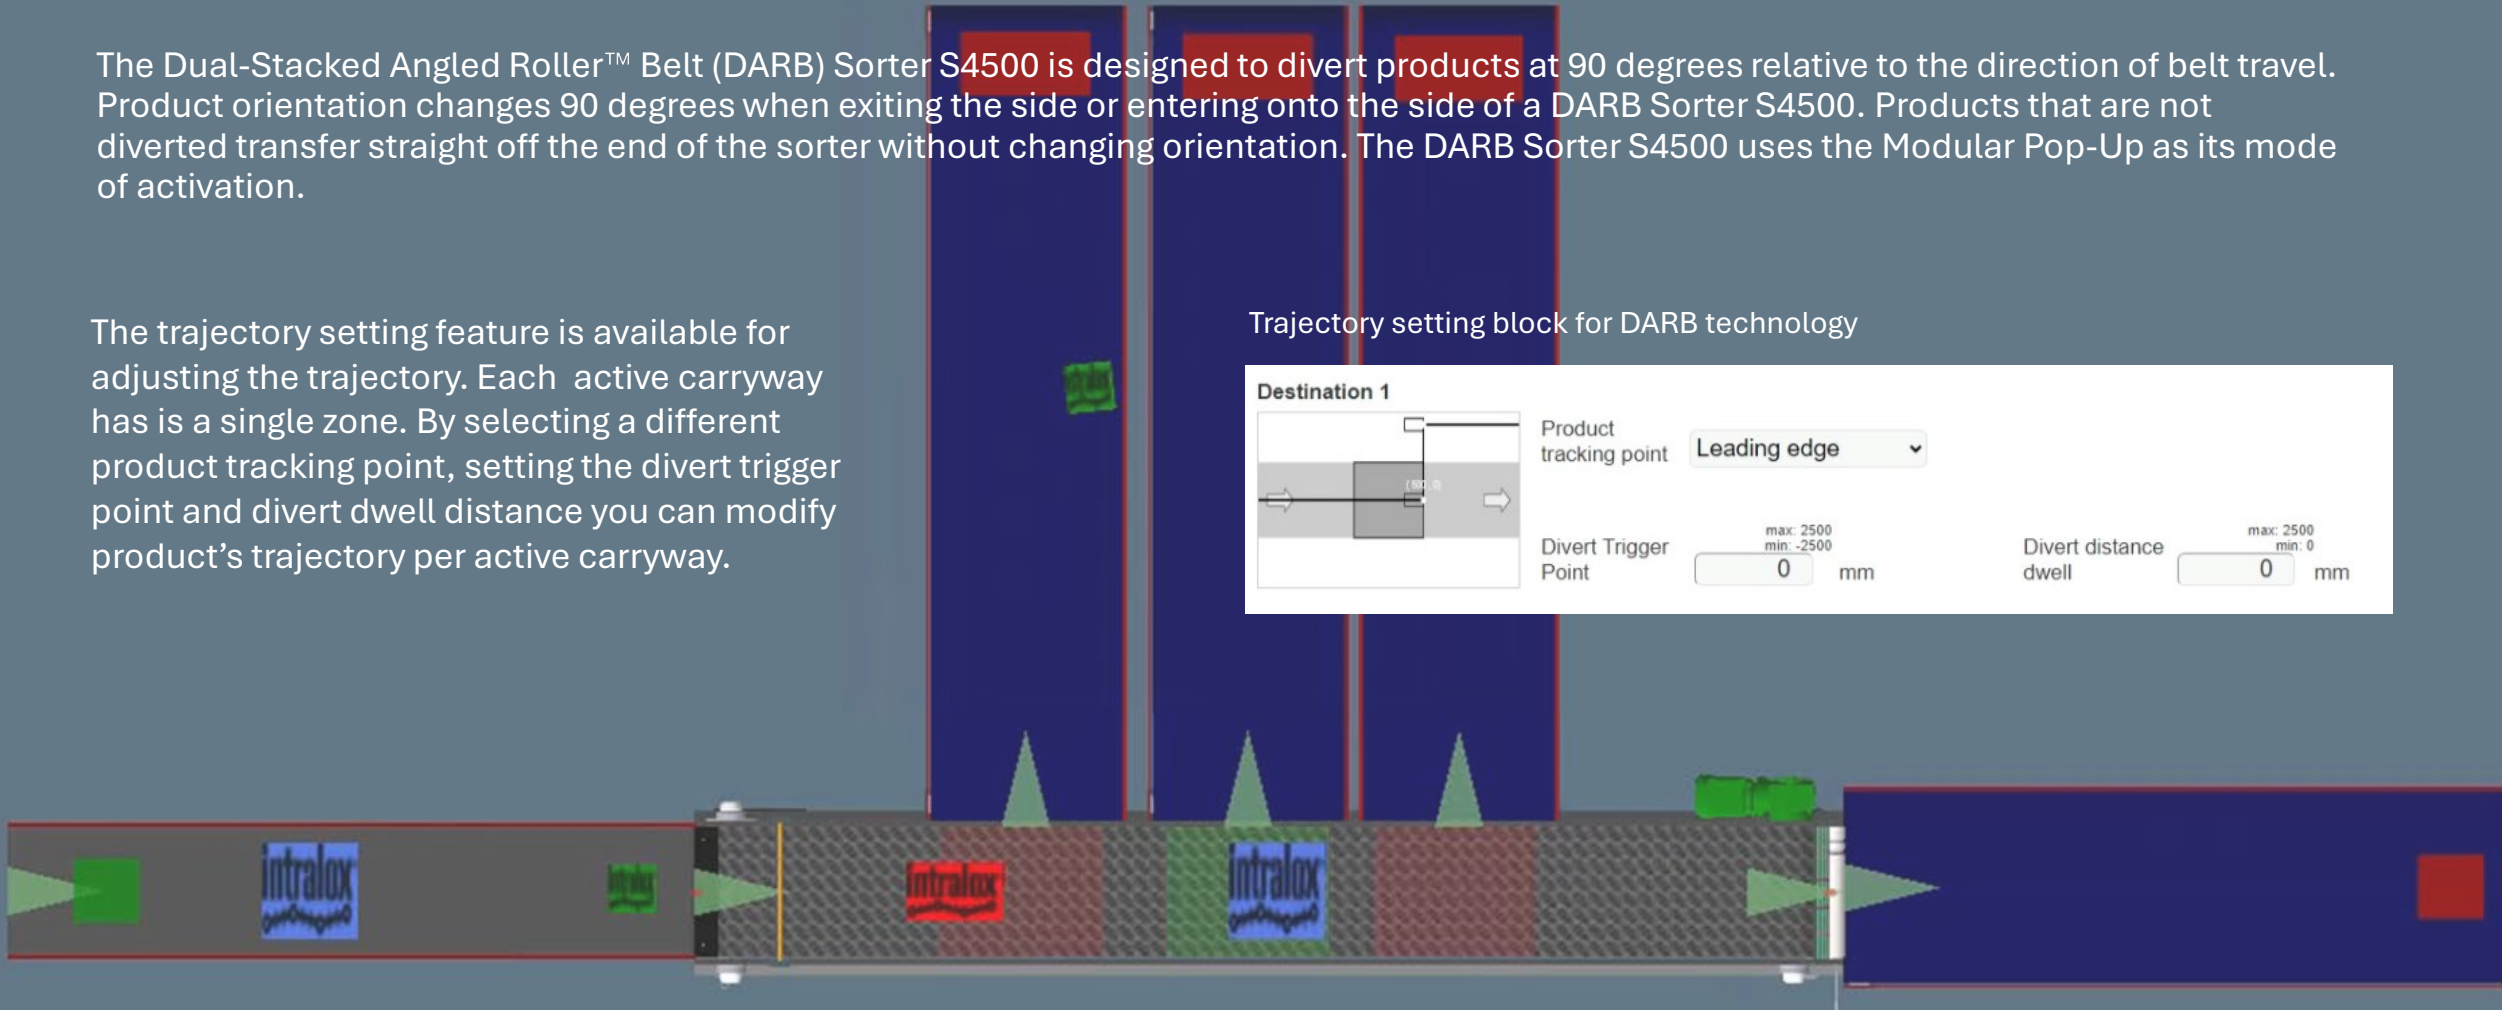 The Dual-Stacked Angled Roller™ Belt (DARB) Sorter S4500 is designed to divert products at 90 degrees relative to the direction of belt travel.
Product orientation changes 90 degrees when exiting the side or entering onto the side of a DARB Sorter S4500. Products that are not
diverted transfer straight off the end of the sorter without changing orientation. The DARB Sorter S4500 uses the Modular Pop-Up as its mode
of activation.
The trajectory setting feature is available for
adjusting the trajectory. Each  active carryway
has is a single zone. By selecting a different
product tracking point, setting the divert trigger
point and divert dwell distance you can modify
product’s trajectory per active carryway.
Trajectory setting block for DARB technology
Destination 1
Product
tracking point
Leading edge
Divert Trigger
Point
max: 2500
min: -2500
0
mm
Divert distance
dwell
max: 2500
min: 0
0
mm
intralox
intralox
intralox